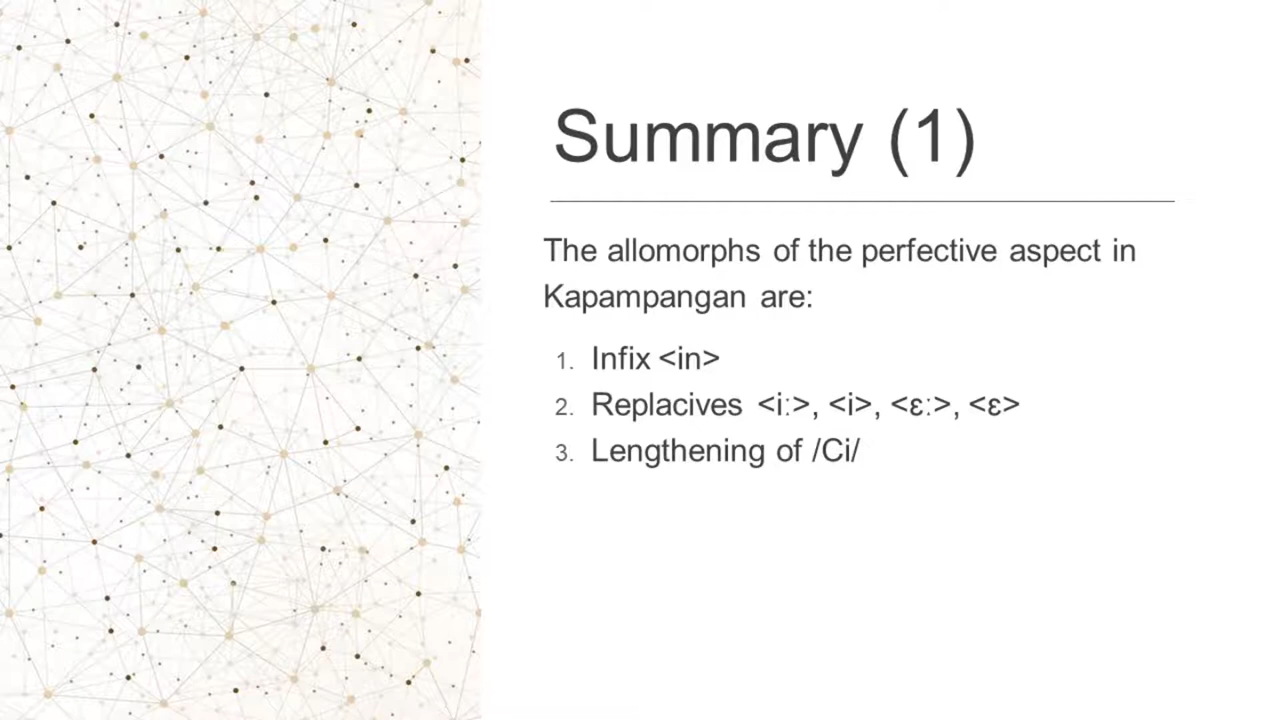 Summary (1)
The allomorphs of the perfective aspect in
Kapampangan are:
1. Infix <in>
2. Replacives <iː>, <i>, <ɛː>, <ɛ>
3. Lengthening of /Ci/